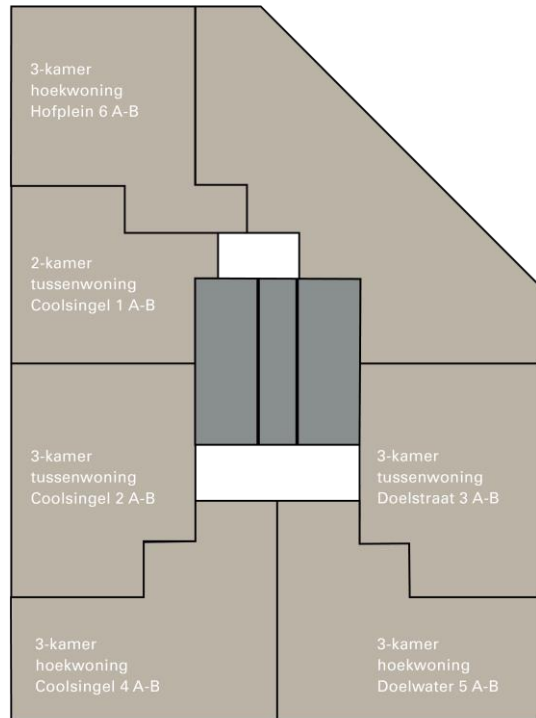 3-kamer
hoekwoning
Hofplein 6 A-B
2-kamer
tussenwoning
Coolsingel 1 A-B
3-kamer
tussenwoning
Coolsingel 2 A-B
3-kamer
tussenwoning
Doelstraat 3 A-B
3-kamer
hoekwoning
Coolsingel 4 A-B
3-kamer
hoekwoning
Doelwater 5 A-B